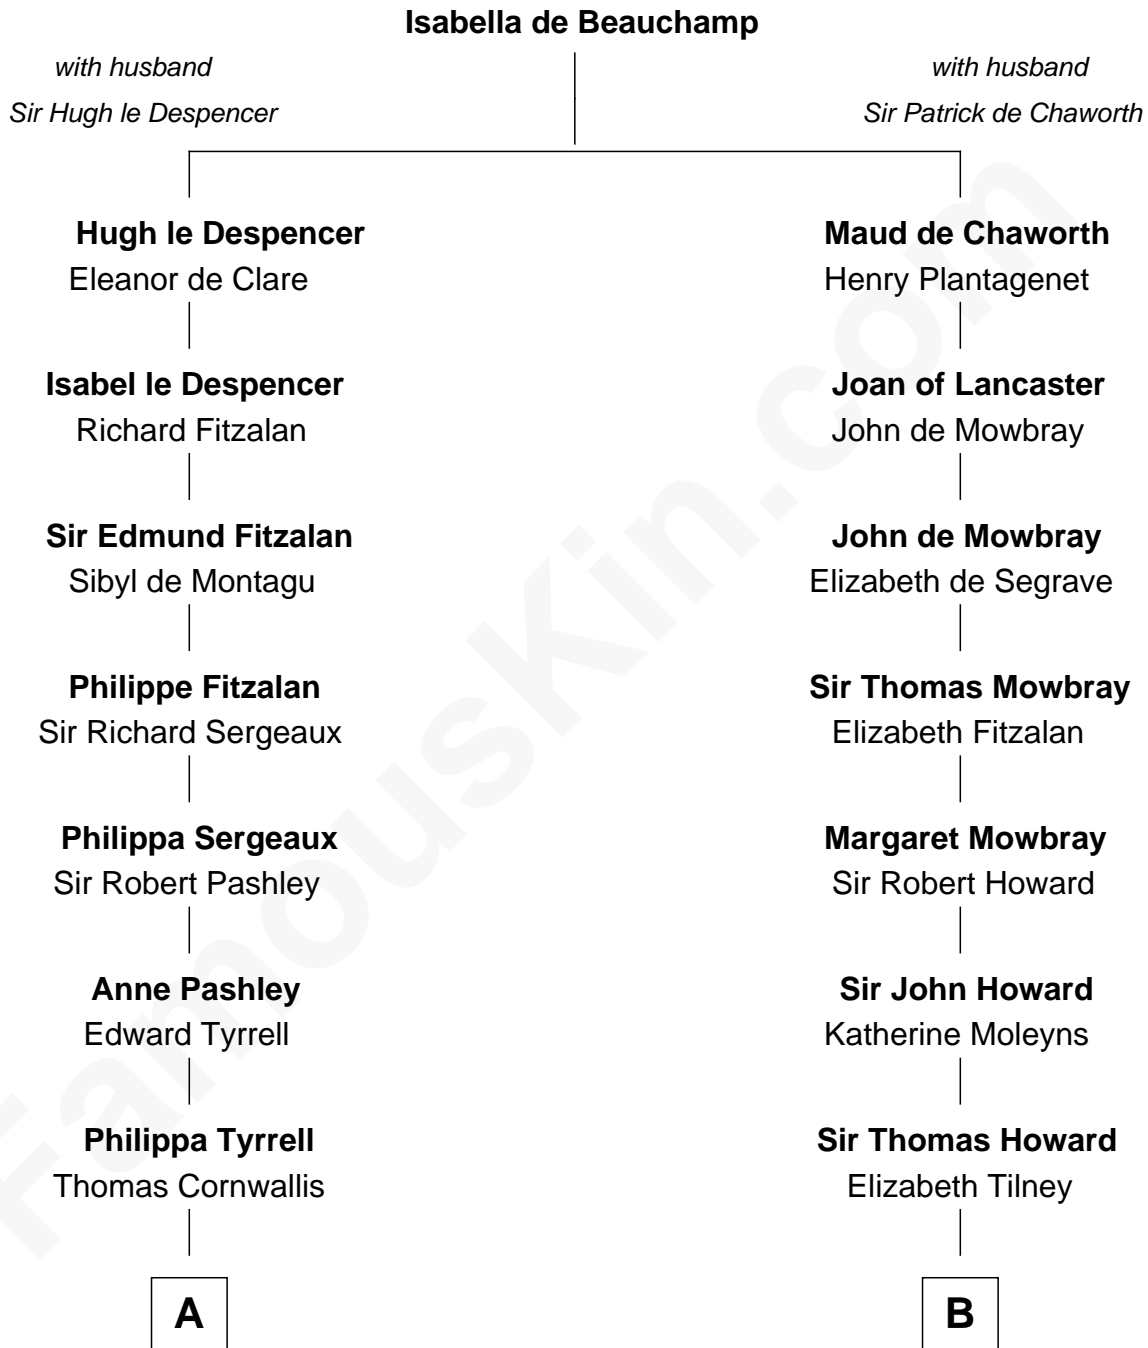 Isabella de Beauchamp
with husband
Sir Hugh le Despencer
with husband
Sir Patrick de Chaworth
Hugh le Despencer
Eleanor de Clare
Isabel le Despencer
Richard Fitzalan
Sir Edmund Fitzalan
Sibyl de Montagu
Philippe Fitzalan
Sir Richard Sergeaux
Philippa Sergeaux
Sir Robert Pashley
Anne Pashley
Edward Tyrrell
Philippa Tyrrell
Thomas Cornwallis
A
Maud de Chaworth
Henry Plantagenet
Joan of Lancaster
John de Mowbray
John de Mowbray
Elizabeth de Segrave
Sir Thomas Mowbray
Elizabeth Fitzalan
Margaret Mowbray
Sir Robert Howard
Sir John Howard
Katherine Moleyns
Sir Thomas Howard
Elizabeth Tilney
B
FamousKin.com